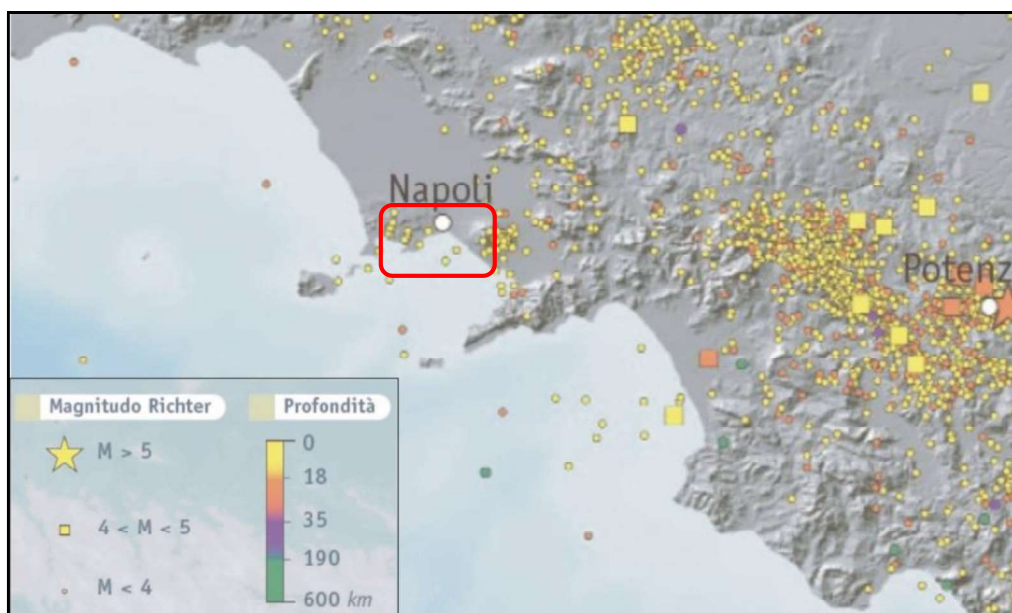 Napoli
Potenz
Magnitudo Richter
Profondità
M > 5
4 < M < 5
M < 4
0
18
35
190
600 km